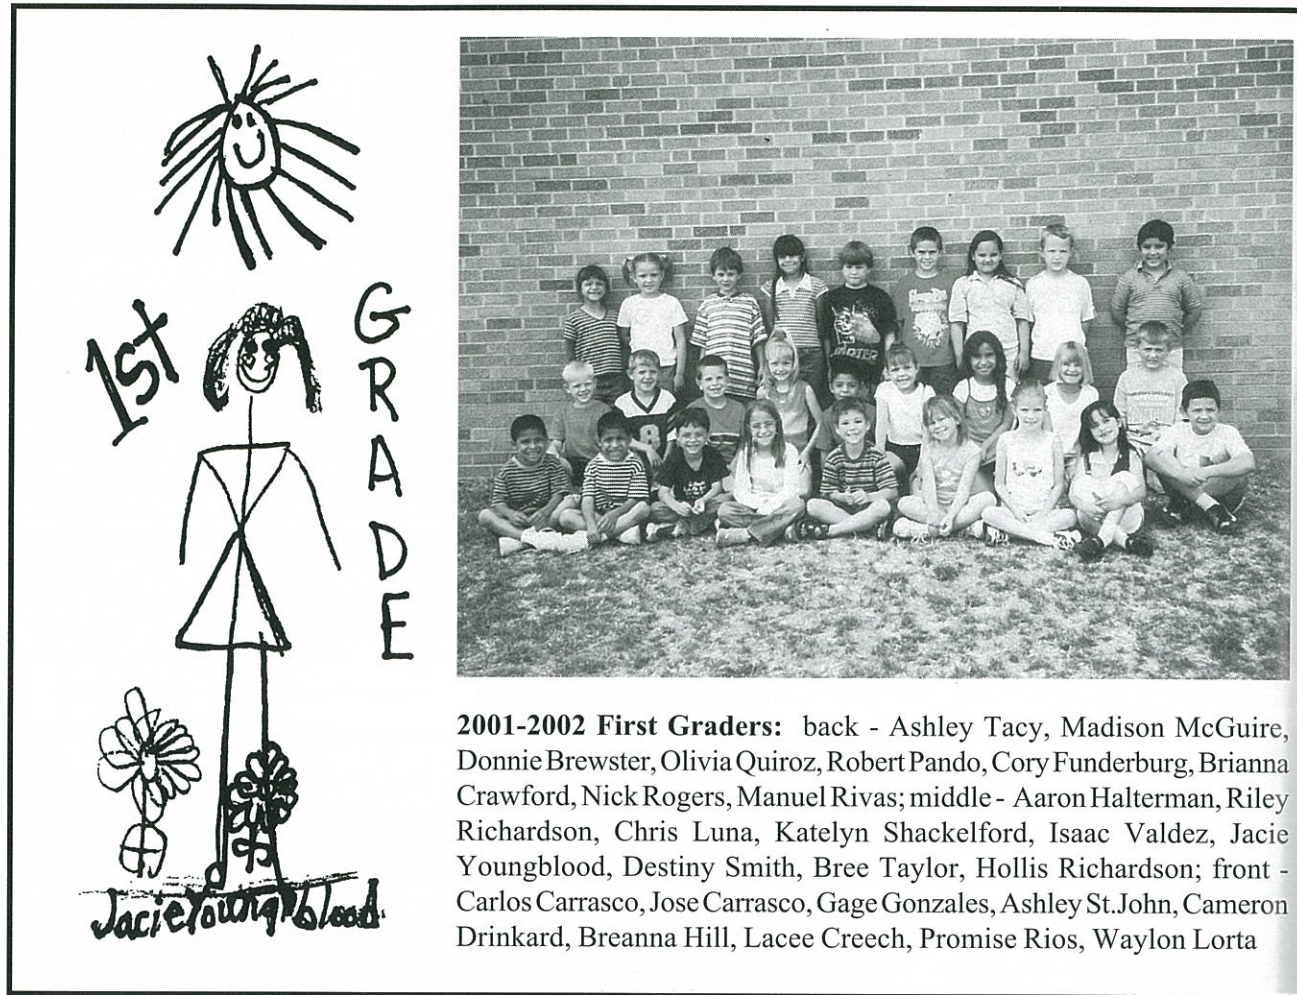 1st
GRADE
Jacie Youngblood
2001-2002 First Graders: back - Ashley Tacy, Madison McGuire,
Donnie Brewster, Olivia Quiroz, Robert Pando, Cory Funderburg, Brianna
Crawford, Nick Rogers, Manuel Rivas; middle - Aaron Halterman, Riley
Richardson, Chris Luna, Katelyn Shackelford, Isaac Valdez, Jacie
Youngblood, Destiny Smith, Bree Taylor, Hollis Richardson; front -
Carlos Carrasco, Jose Carrasco, Gage Gonzales, Ashley St.John, Cameron
Drinkard, Breanna Hill, Lacee Creech, Promise Rios, Waylon Lorta